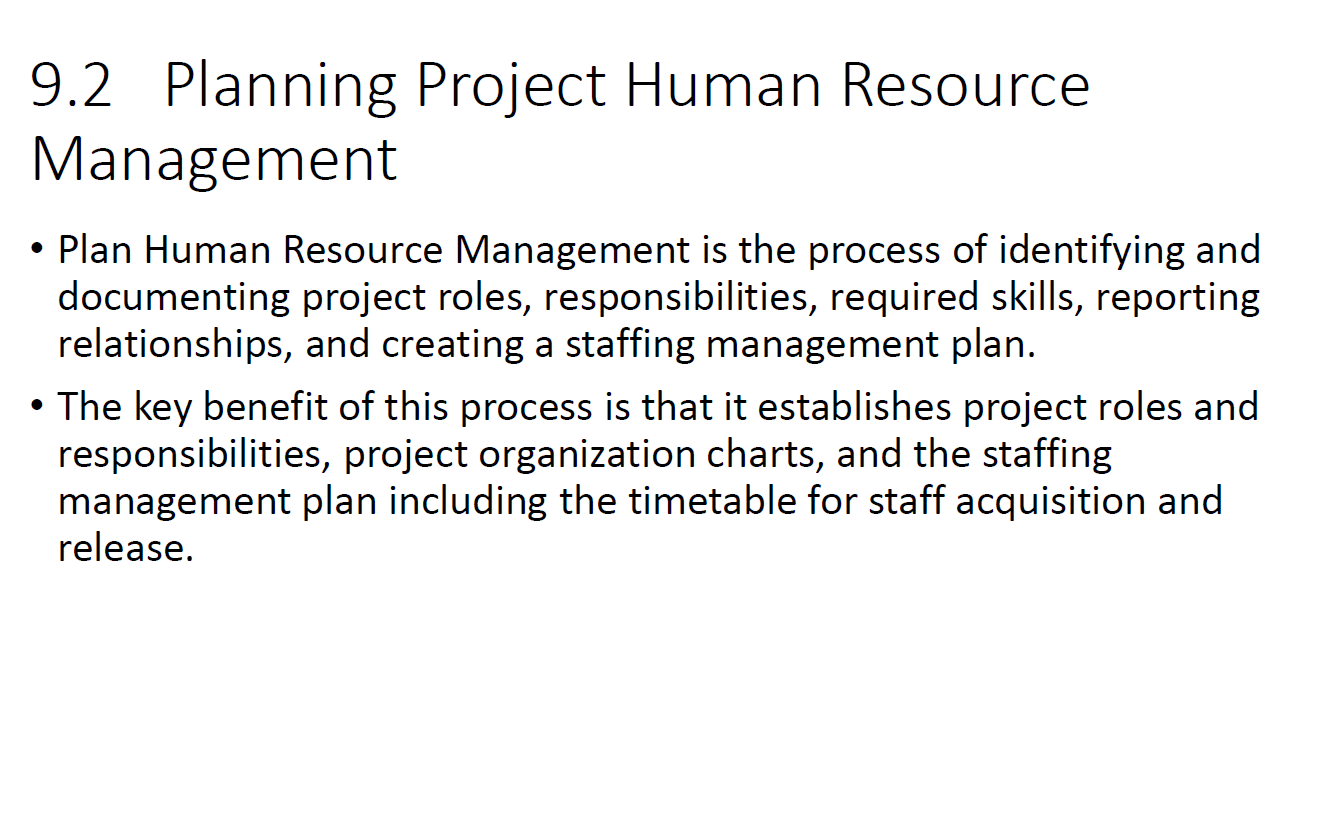 9.2 Planning Project Human Resource
Management
• Plan Human Resource Management is the process of identifying and
documenting project roles, responsibilities, required skills, reporting
relationships, and creating a staffing management plan.
• The key benefit of this process is that it establishes project roles and
responsibilities, project organization charts, and the staffing
management plan including the timetable for staff acquisition and
release.